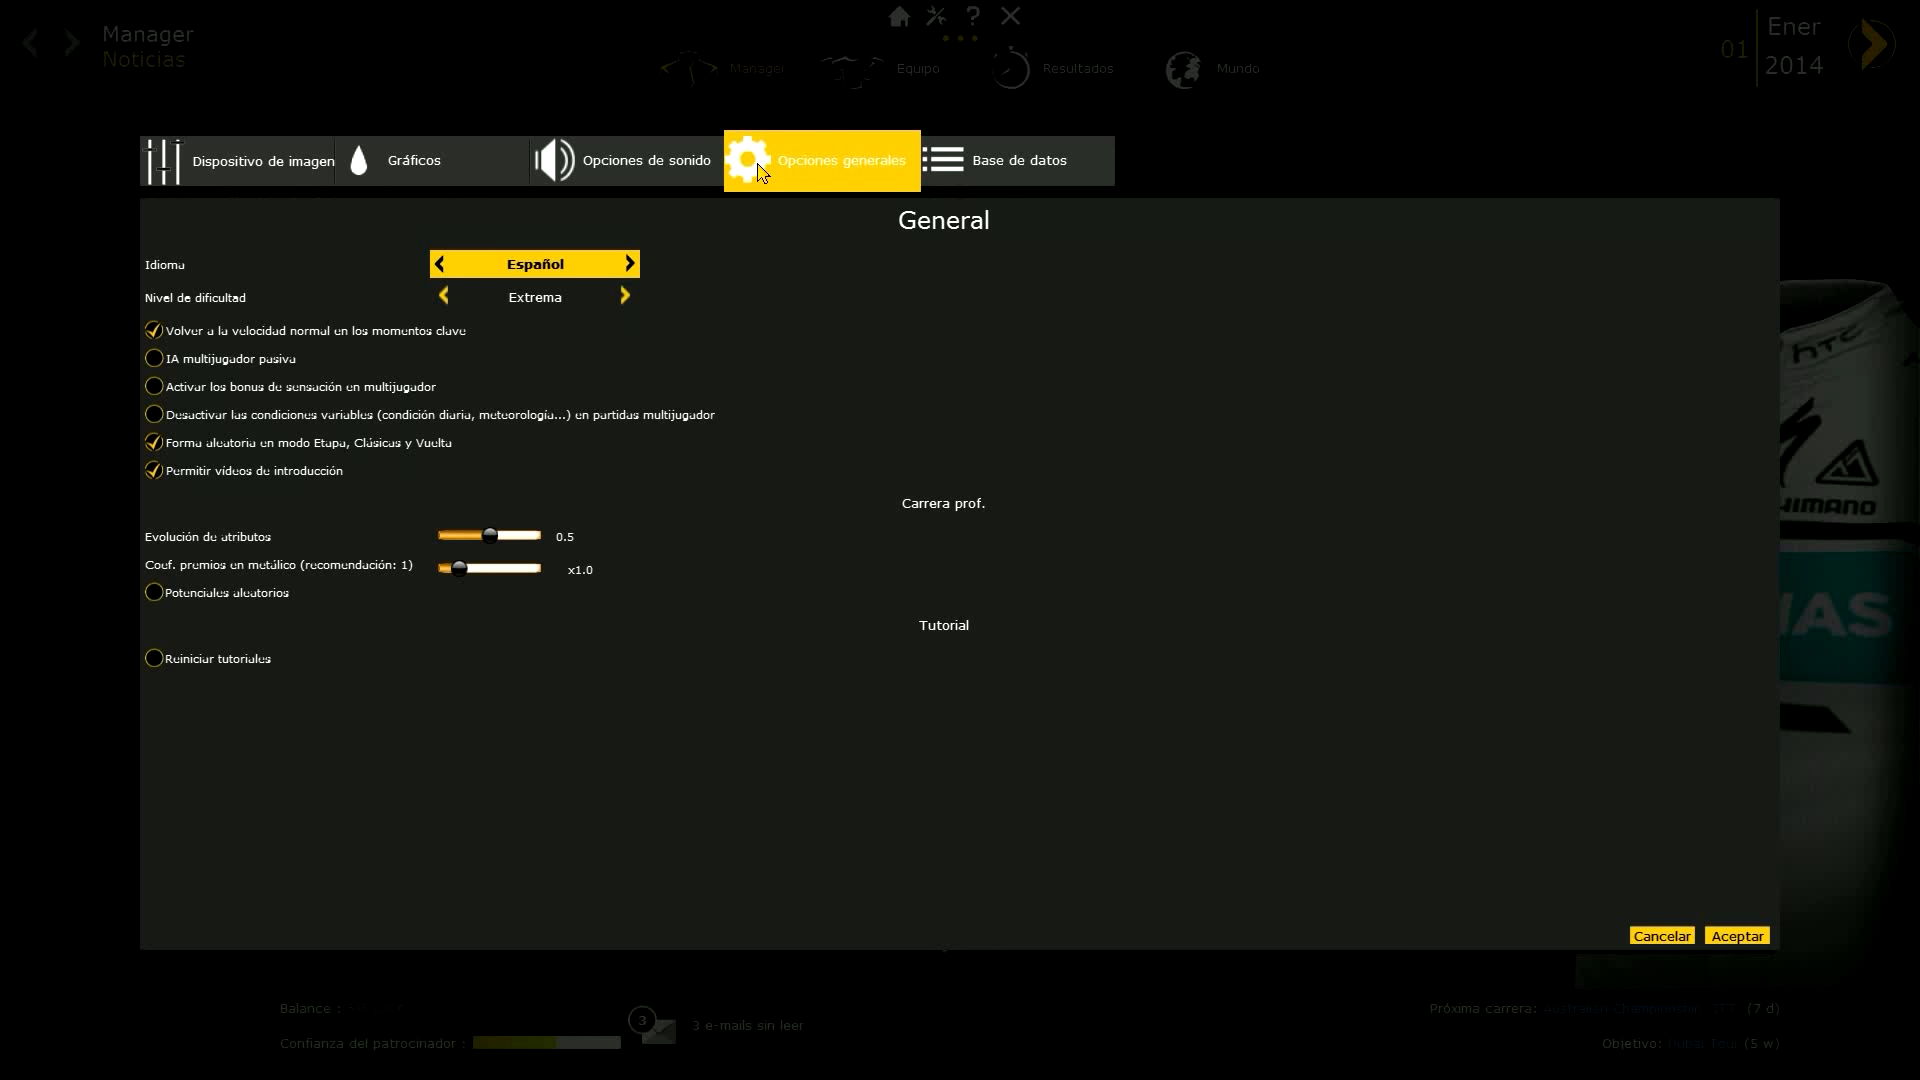 Manager
Noticias
Manager
Equipo
Resultados
Mundo
01
Ener
2014
Dispositivo de imagen
Gráficos
Opciones de sonido
Opciones generales
Base de datos
General
Idioma
Español
Nivel de dificultad
Extrema
Volver a la velocidad normal en los momentos clave
IA multijugador pasiva
Activar los bonus de sensación en multijugador
Desactivar las condiciones variables (condición diaria, meteorología...) en partidas multijugador
Forma aleatoria en modo Etapa, Clásicas y Vuelta
Permitir vídeos de introducción
Carrera prof.
Evolución de atributos
0.5
Coef. premios en metálico (recomendación: 1)
x1.0
Potenciales aleatorios
Tutorial
Reiniciar tutoriales
Cancelar
Aceptar
htc
HIMANO
IAS
Balance :
3
3 e-mails sin leer
Confianza del patrocinador :
Próxima carrera: Australian Championship (7 d)
Objetivo: Dubai Tour (5 w)